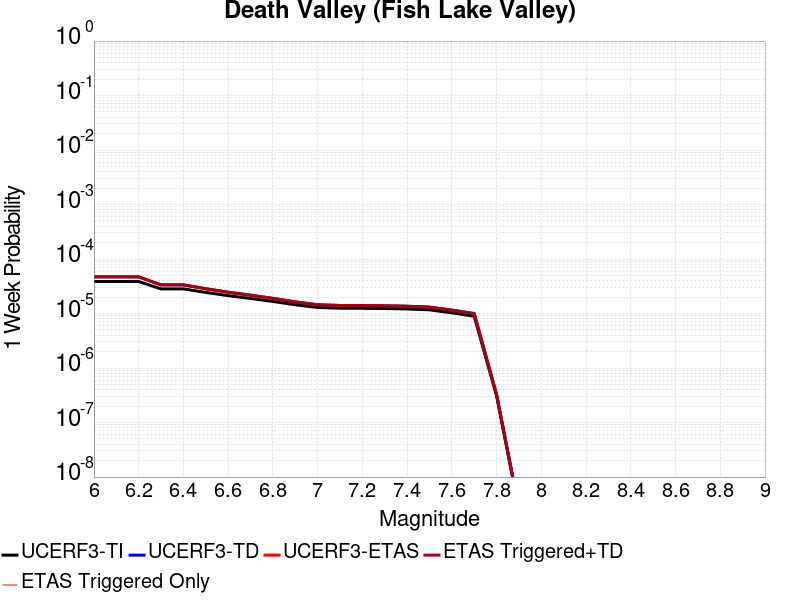 Death Valley (Fish Lake Valley)
10^0
10^-1
10^-2
10^-3
10^-4
10^-5
10^-6
10^-7
10^-8
1 Week Probability
6 6.2 6.4 6.6 6.8 7 7.2 7.4 7.6 7.8 8 8.2 8.4 8.6 8.8 9
Magnitude
UCERF3-TI UCERF3-TD UCERF3-ETAS ETAS Triggered+TD
ETAS Triggered Only